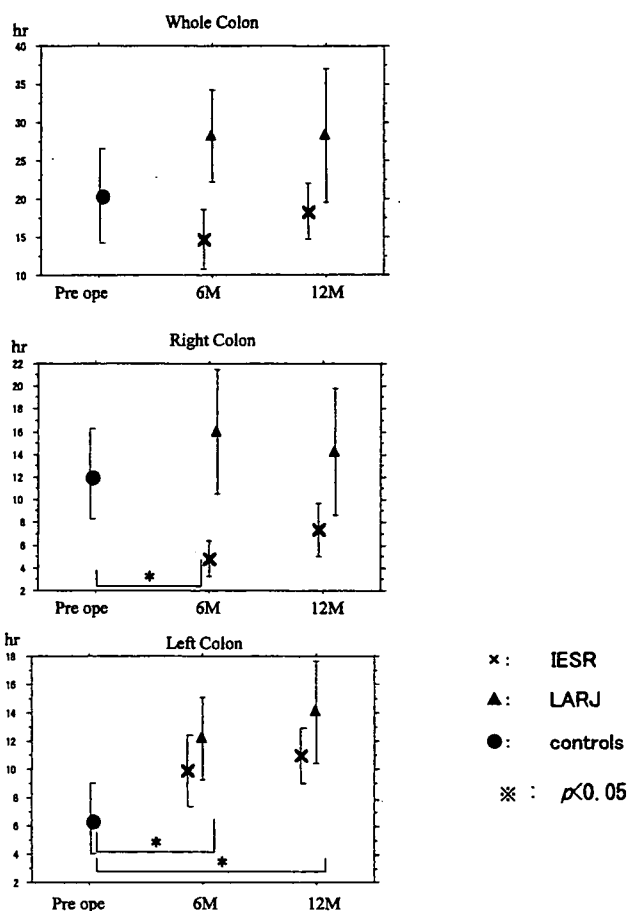 Whole Colon
hr
40
35
30
25
20
15
10
Pre ope 6M 12M
Right Colon
hr
22
20
18
16
14
12
10
8
6
4
2
*
Pre ope 6M 12M
Left Colon
hr
18
16
14
12
10
8
6
4
2
*
*
Pre ope 6M 12M
×: IESR
▲: LARJ
●: controls
※: p<0.05